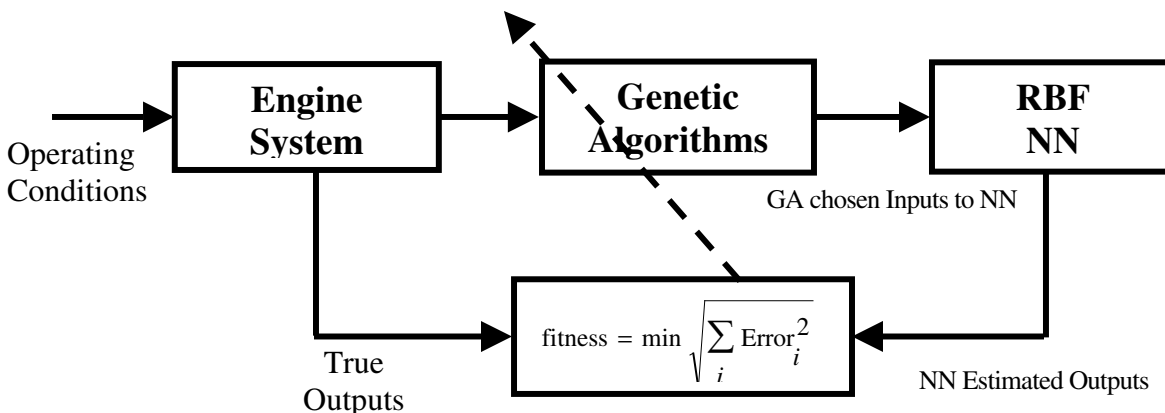 Engine
System
Genetic
Algorithms
RBF
NN
Operating
Conditions
GA chosen Inputs to NN
fitness = min √∑_i Error_i^2
True
Outputs
NN Estimated Outputs